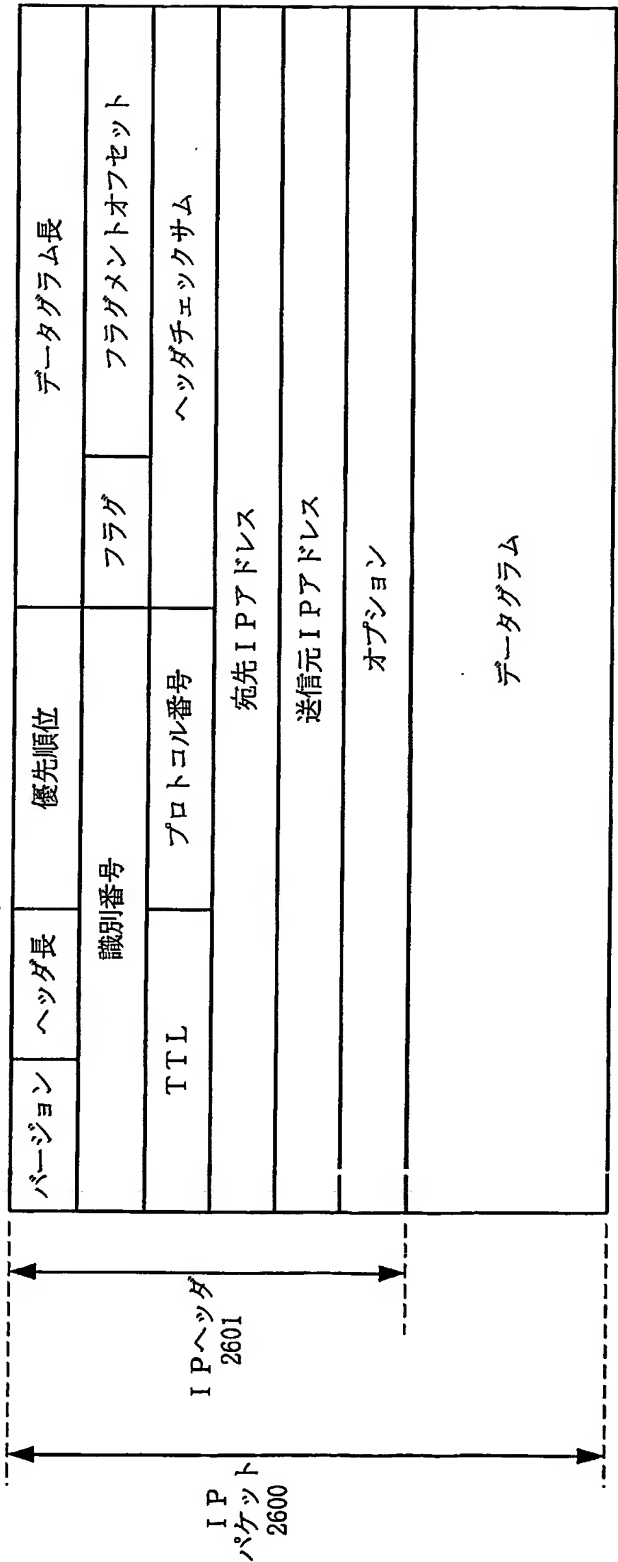 バージョン
ヘッダ長
優先順位
データグラム長
識別番号
フラグ
フラグメントオフセット
TTL
プロトコル番号
ヘッダチェックサム
宛先IPアドレス
送信元IPアドレス
オプション
データグラム
IPヘッダ
2601
IP
パケット
2600